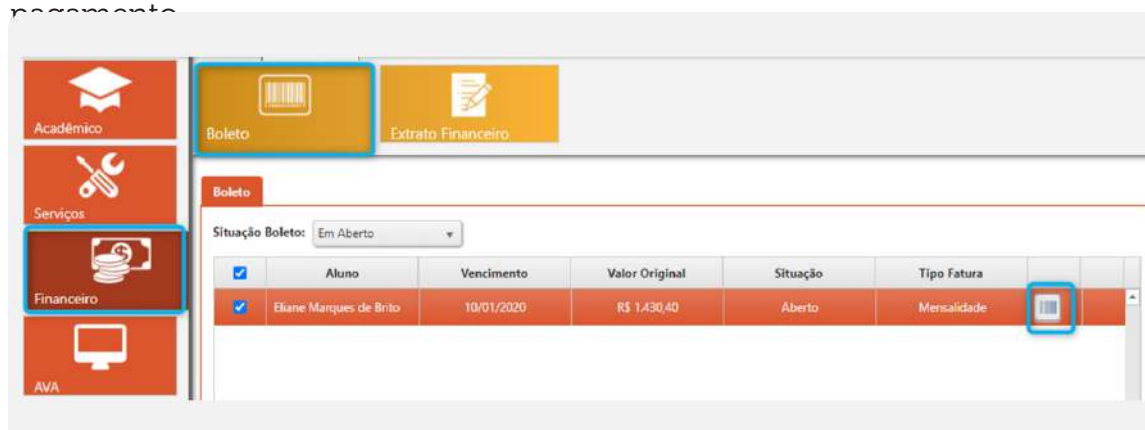 pagamento
Acadêmico
Boleto
Extrato Financeiro
Serviços
Boleto
Situação Boleto: Em Aberto
Aluno Vencimento Valor Original Situação Tipo Fatura
Eliane Marques de Brito 10/01/2020 R$ 1.430,40 Aberto Mensalidade
Financeiro
AVA